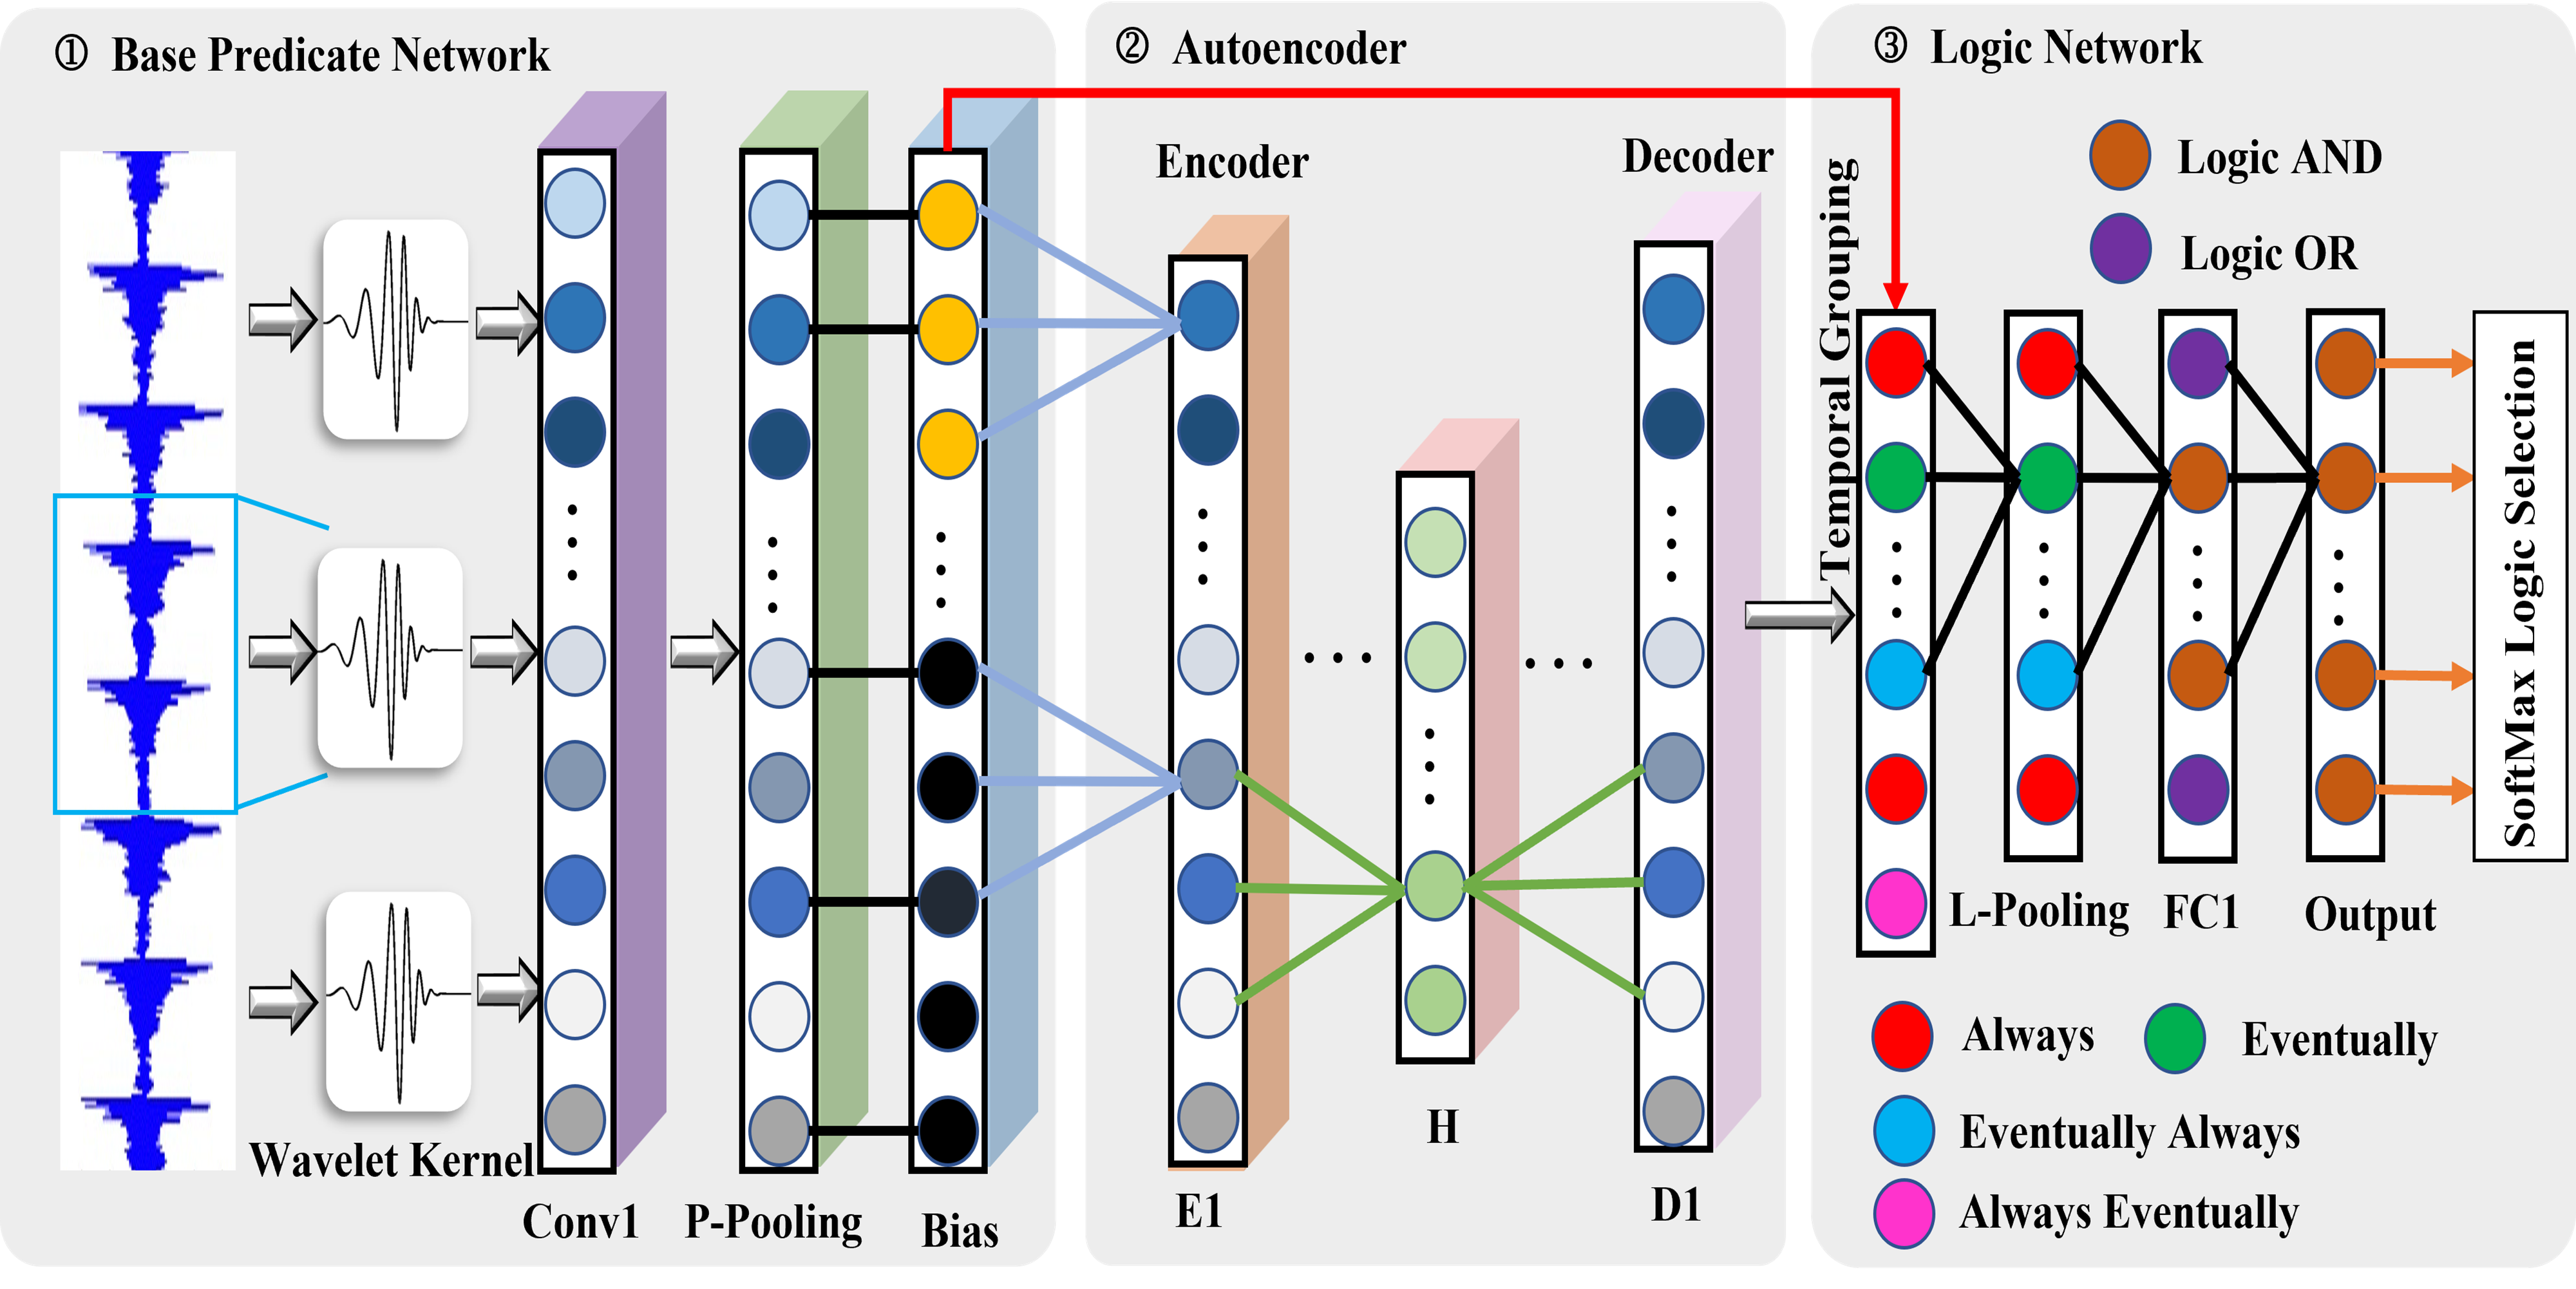 ① Base Predicate Network
② Autoencoder
③ Logic Network
Encoder
Decoder
Temporal Grouping
Logic AND
Logic OR
SoftMax Logic Selection
L-Pooling
FC1
Output
Wavelet Kernel
Conv1
P-Pooling
Bias
E1
H
D1
Always
Eventually
Eventually Always
Always Eventually